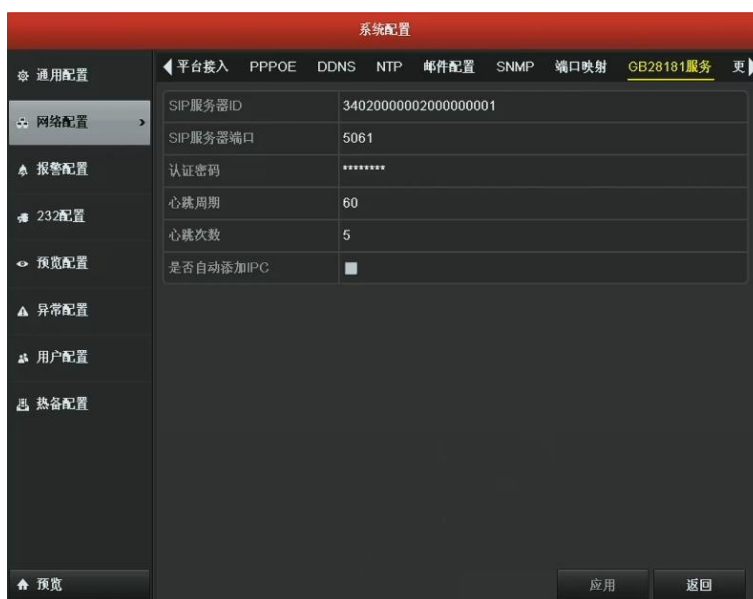 系统配置
通用配置
网络配置
报警配置
232配置
预览配置
异常配置
用户配置
热备配置
预览
平台接入 PPPOE DDNS NTP 邮件配置 SNMP 端口映射 GB28181服务 更
SIP服务器ID 34020000002000000001
SIP服务器端口 5061
认证密码 ********
心跳周期 60
心跳次数 5
是否自动添加IPC
应用 返回